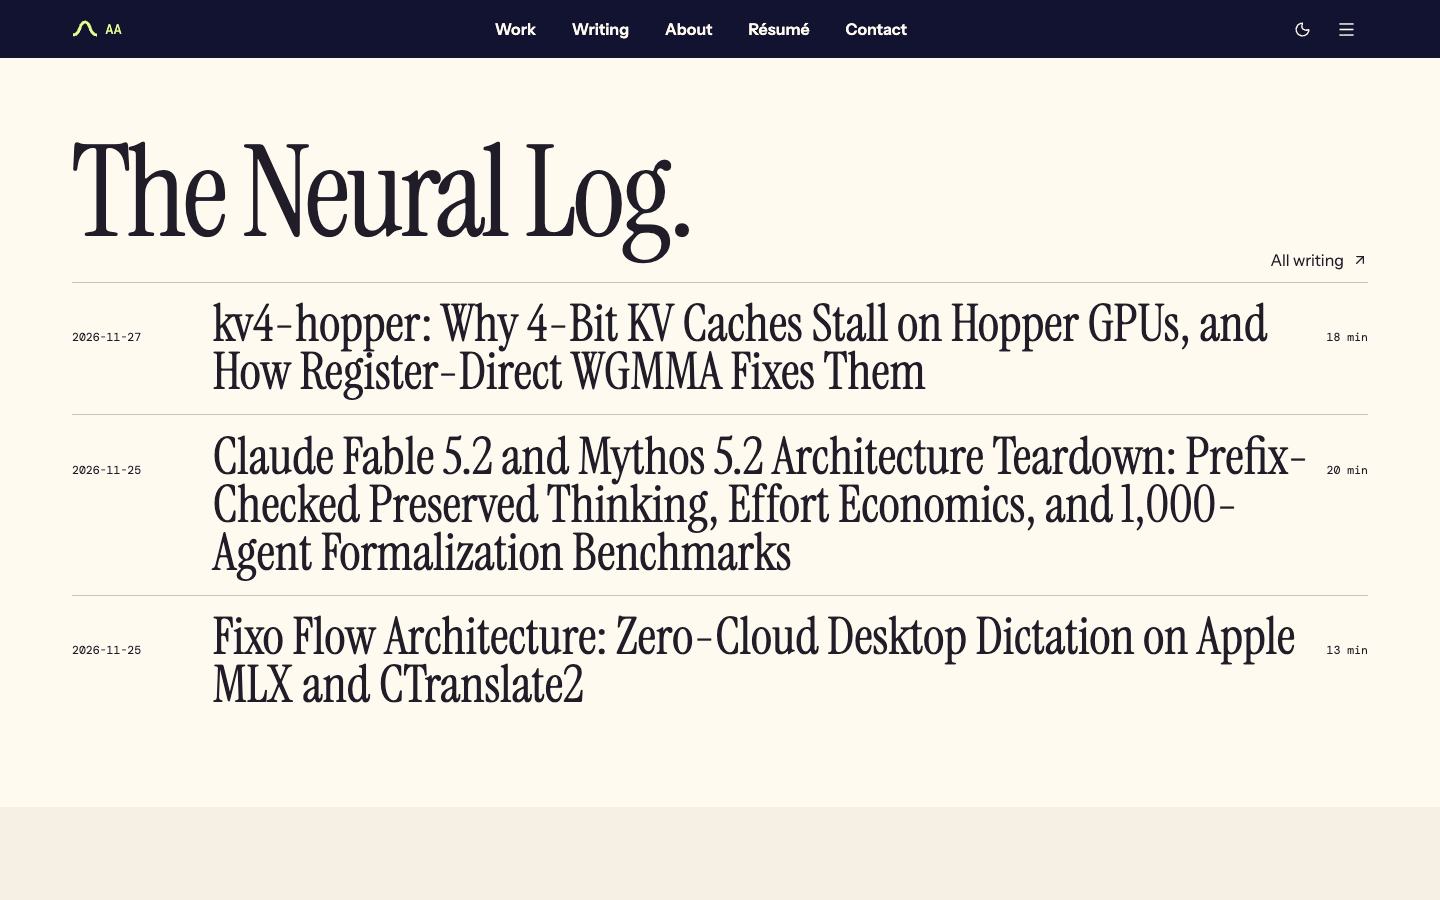 AA
Work Writing About Résumé Contact
The Neural Log.
All writing
2026-11-27
kv4-hopper: Why 4-Bit KV Caches Stall on Hopper GPUs, and
How Register-Direct WGMMA Fixes Them
18 min
2026-11-25
Claude Fable 5.2 and Mythos 5.2 Architecture Teardown: Prefix-
Checked Preserved Thinking, Effort Economics, and 1,000-
Agent Formalization Benchmarks
20 min
2026-11-25
Fixo Flow Architecture: Zero-Cloud Desktop Dictation on Apple
MLX and CTranslate2
13 min